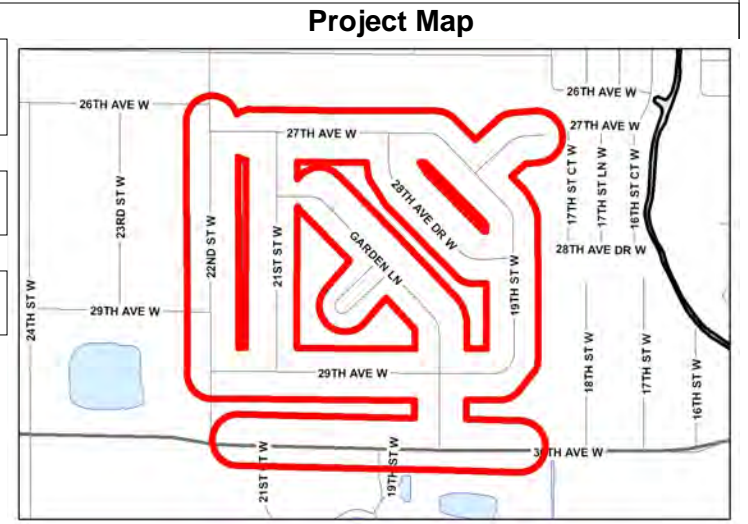 Project Map
26TH AVE W
26TH AVE W
27TH AVE W
27TH AVE W
17TH ST CT W
17TH ST LN W
16TH ST CT W
28TH AVE DR W
23RD ST W
22ND ST W
21ST ST W
GARDEN LN
28TH AVE DR W
24TH ST W
29TH AVE W
19TH ST W
18TH ST W
17TH ST W
16TH ST W
29TH AVE W
AVE W
21ST
W
19TH ST W